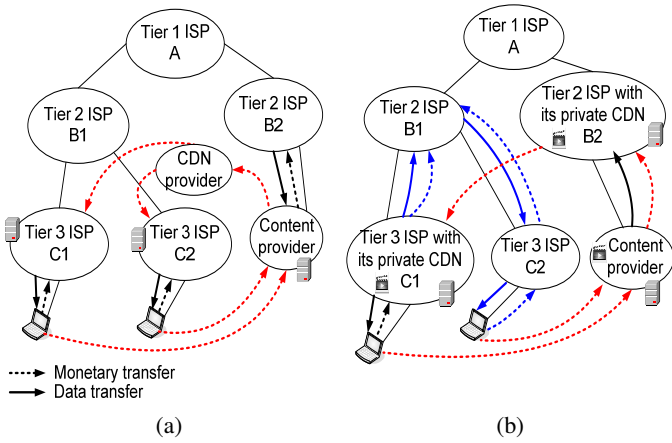 Tier 1 ISP
A
Tier 2 ISP
B1
Tier 2 ISP
B2
CDN
provider
Tier 3 ISP
C1
Tier 3 ISP
C2
Content
provider
Monetary transfer
Data transfer
(a)
Tier 1 ISP
A
Tier 2 ISP
B1
Tier 2 ISP with
its private CDN
B2
Tier 3 ISP with
its private CDN
C1
Tier 3 ISP
C2
Content
provider
(b)